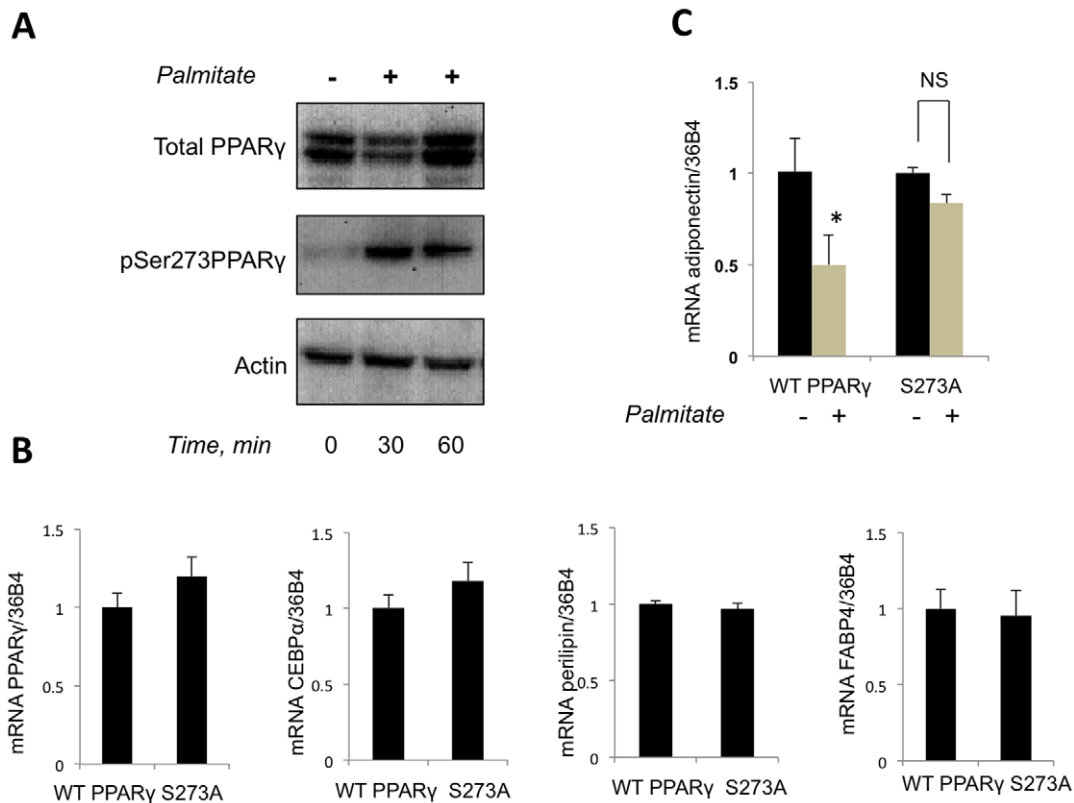 A
Palmitate - + +
Total PPARγ
pSer273PPARγ
Actin
Time, min 0 30 60
C
mRNA adiponectin/36B4
1.5
1
0.5
0
NS
*
WT PPARγ S273A
Palmitate - + - +
B
mRNA PPARγ/36B4
1.5
1
0.5
0
WT PPARγ S273A
mRNA CEBPα/36B4
1.5
1
0.5
0
WT PPARγ S273A
mRNA perilipin/36B4
1.5
1
0.5
0
WT PPARγ S273A
mRNA FABP4/36B4
1.5
1
0.5
0
WT PPARγ S273A